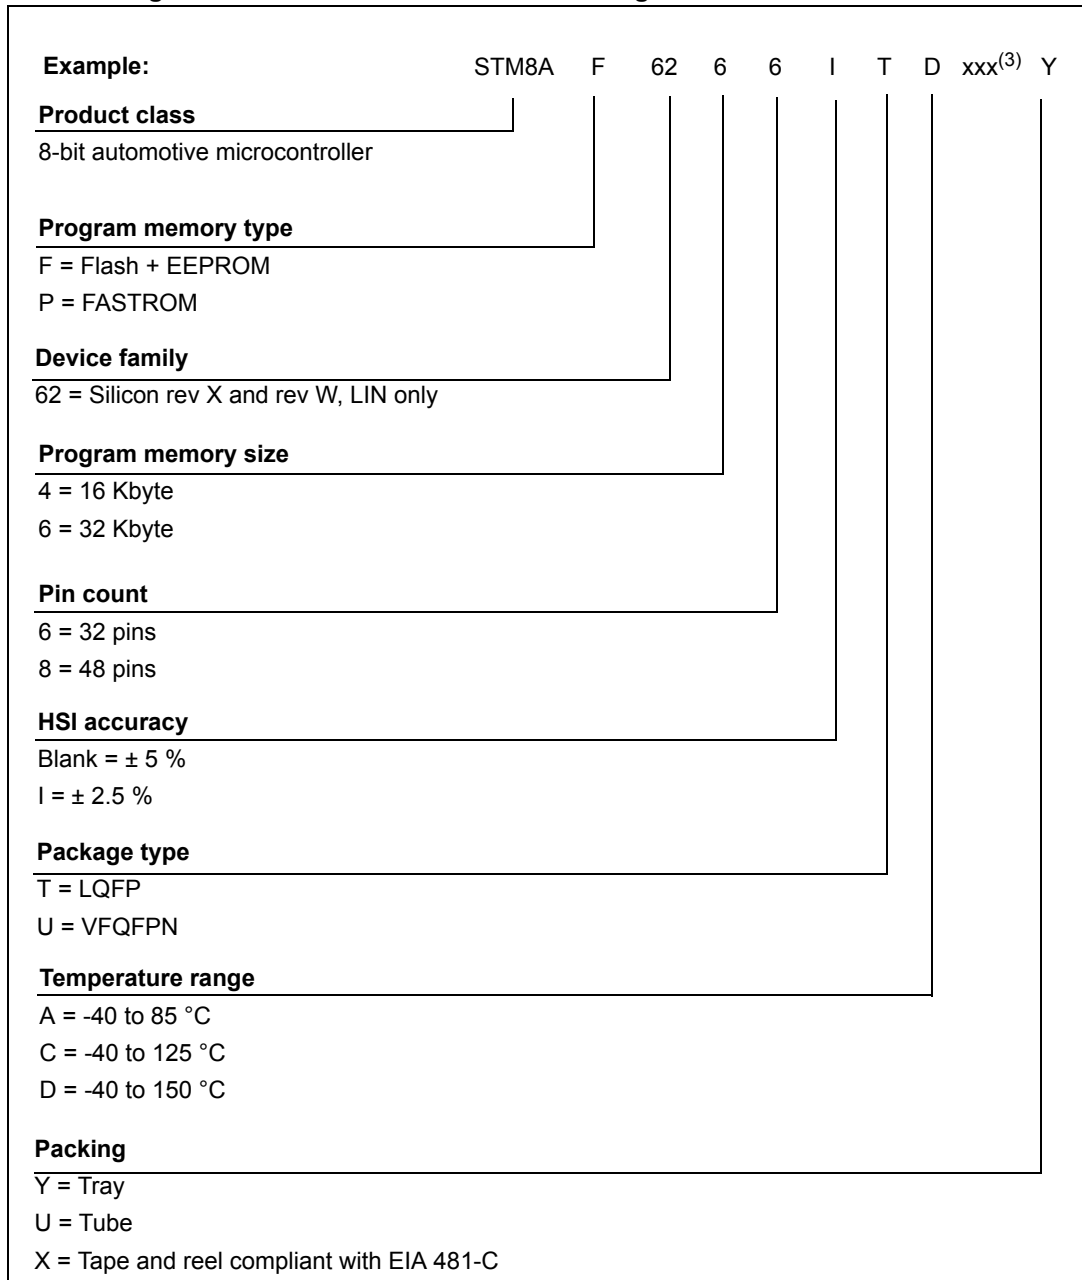 Example: STM8A F 62 6 6 I T D xxx(3) Y
Product class
8-bit automotive microcontroller
Program memory type
F = Flash + EEPROM
P = FASTROM
Device family
62 = Silicon rev X and rev W, LIN only
Program memory size
4 = 16 Kbyte
6 = 32 Kbyte
Pin count
6 = 32 pins
8 = 48 pins
HSI accuracy
Blank = ± 5 %
I = ± 2.5 %
Package type
T = LQFP
U = VFQFPN
Temperature range
A = -40 to 85 °C
C = -40 to 125 °C
D = -40 to 150 °C
Packing
Y = Tray
U = Tube
X = Tape and reel compliant with EIA 481-C